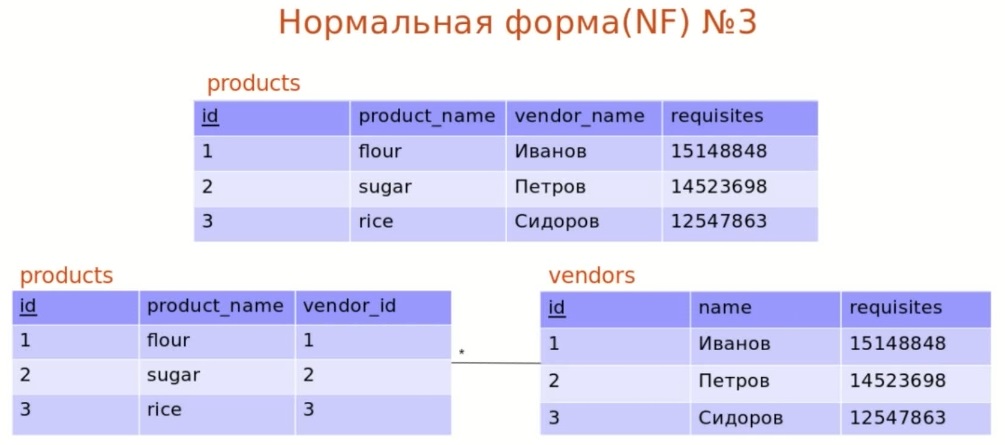 Нормальная форма(NF) №3
products
id product_name vendor_name requisites
1 flour Иванов 15148848
2 sugar Петров 14523698
3 rice Сидоров 12547863
products
id product_name vendor_id
1 flour 1
2 sugar 2
3 rice 3
*
vendors
id name requisites
1 Иванов 15148848
2 Петров 14523698
3 Сидоров 12547863